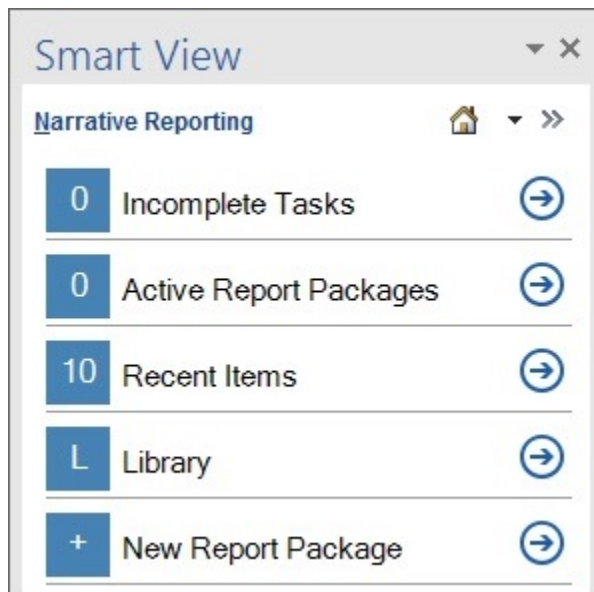 Smart View
Narrative Reporting
0 Incomplete Tasks
0 Active Report Packages
10 Recent Items
L Library
+ New Report Package